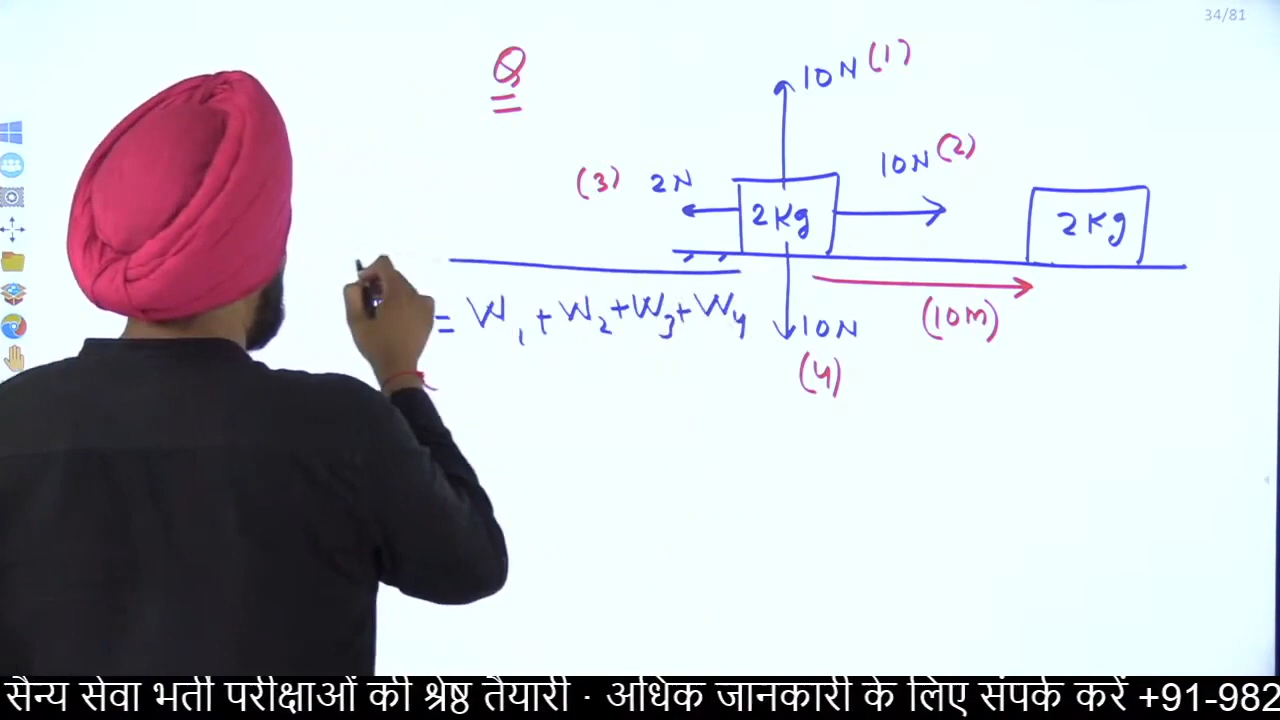 34/81
Q
10N (1)
10N (2)
(3) 2N
2Kg
2Kg
= W1 + W2 + W3 + W4
10N
(4)
(10m)
सैन्य सेवा भर्ती परीक्षाओं की श्रेष्ठ तैयारी · अधिक जानकारी के लिए संपर्क करें +91-982